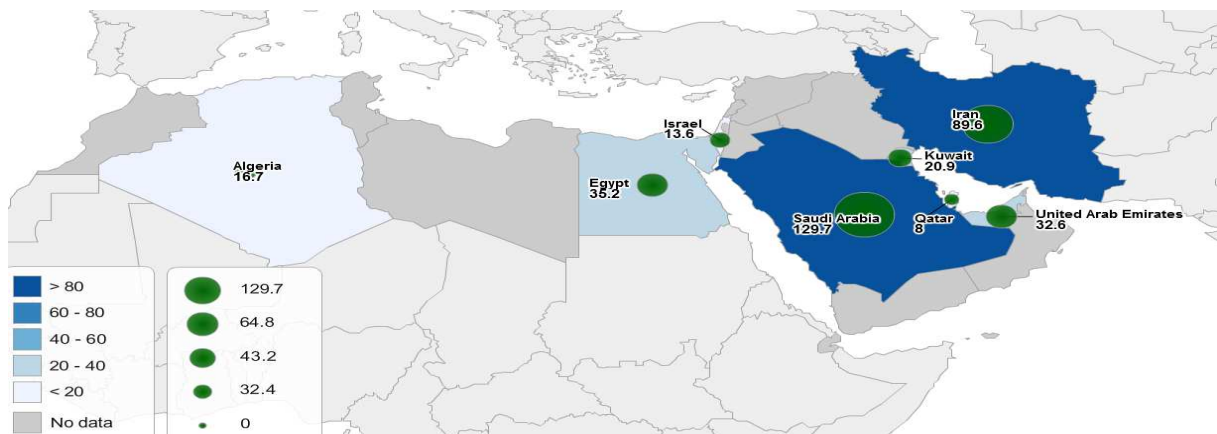 Iran
89.6
Israel
13.6
Kuwait
20.9
Algeria
16.7
Egypt
35.2
Saudi Arabia
129.7
Qatar
8
United Arab Emirates
32.6
> 80
60 - 80
40 - 60
20 - 40
< 20
No data
129.7
64.8
43.2
32.4
0